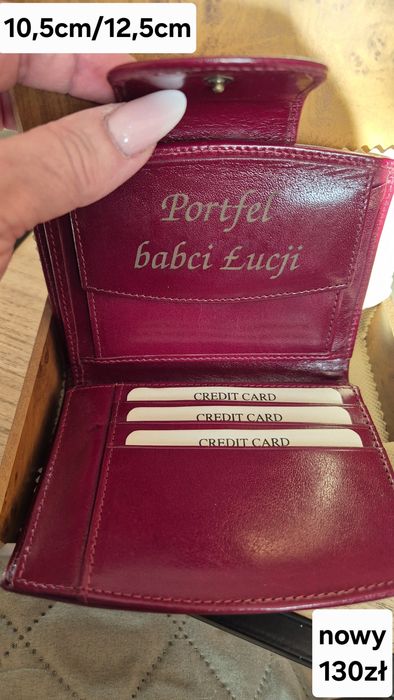 10,5cm/12,5cm
Portfel
babci Łucji
CREDIT CARD
CREDIT CARD
CREDIT CARD
nowy
130zł